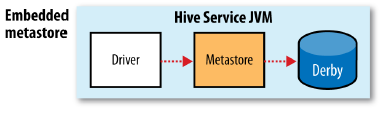 Embedded
metastore
Hive Service JVM
Driver
Metastore
Derby